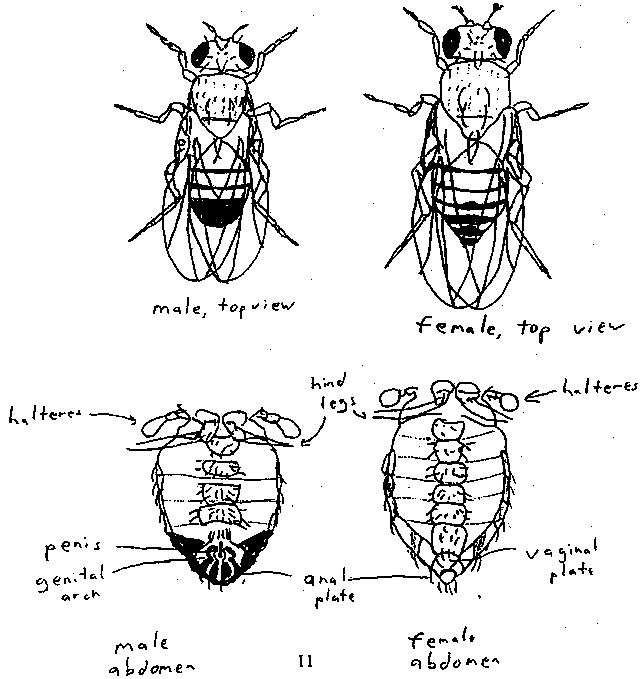 male, top view
female, top view
halteres
hind
legs
halteres
penis
genital
arch
anal
plate
vaginal
plate
male
abdomen
II
female
abdomen